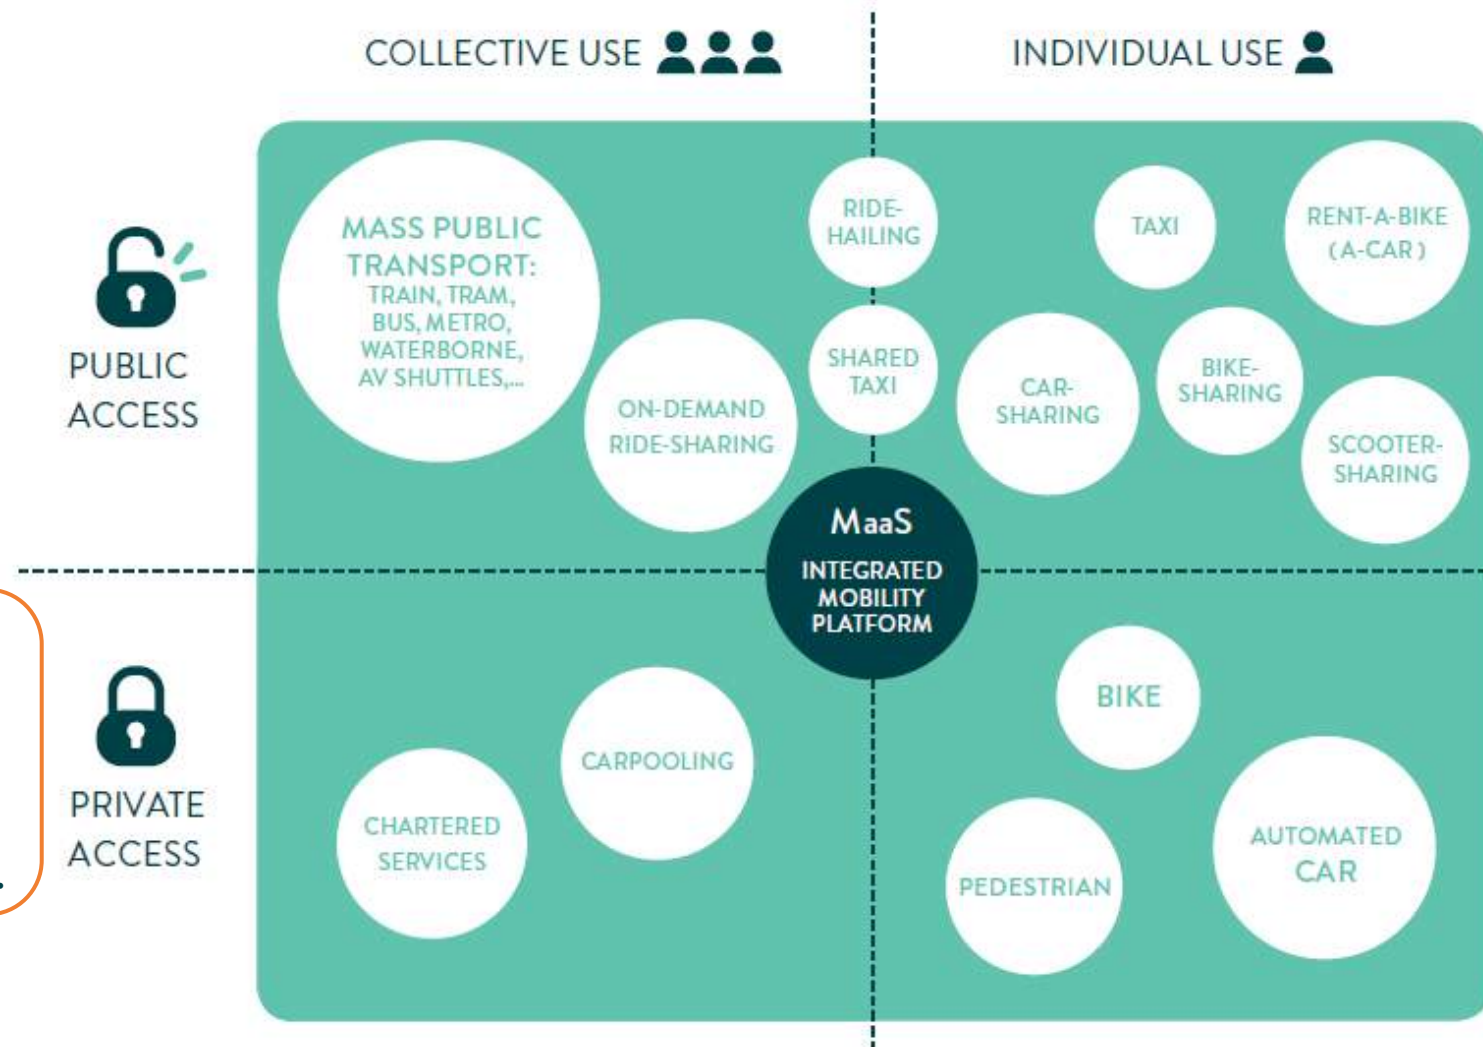 COLLECTIVE USE
INDIVIDUAL USE
PUBLIC
ACCESS
MASS PUBLIC
TRANSPORT:
TRAIN, TRAM,
BUS, METRO,
WATERBORNE,
AV SHUTTLES,...
ON-DEMAND
RIDE-SHARING
RIDE-
HAILING
SHARED
TAXI
TAXI
RENT-A-BIKE
( A-CAR )
CAR-
SHARING
BIKE-
SHARING
SCOOTER-
SHARING
MaaS
INTEGRATED
MOBILITY
PLATFORM
PRIVATE
ACCESS
CHARTERED
SERVICES
CARPOOLING
BIKE
PEDESTRIAN
AUTOMATED
CAR